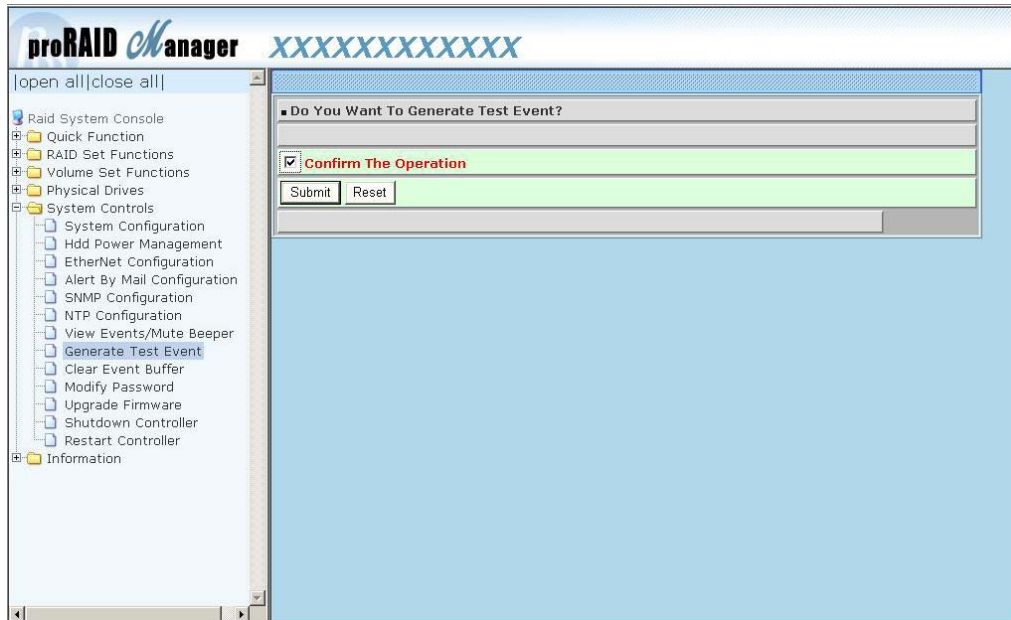 proRAID Manager XXXXXXXXXXXX
|open all|close all|
Raid System Console
Quick Function
RAID Set Functions
Volume Set Functions
Physical Drives
System Controls
System Configuration
Hdd Power Management
EtherNet Configuration
Alert By Mail Configuration
SNMP Configuration
NTP Configuration
View Events/Mute Beeper
Generate Test Event
Clear Event Buffer
Modify Password
Upgrade Firmware
Shutdown Controller
Restart Controller
Information
Do You Want To Generate Test Event?
Confirm The Operation
Submit Reset